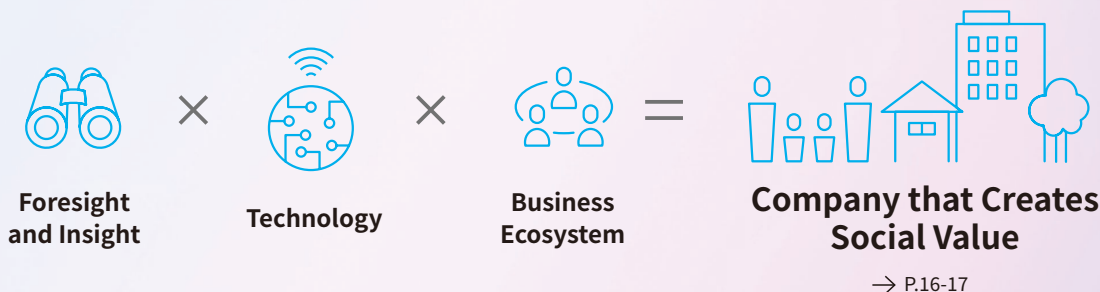 Foresight
and Insight
Technology
Business
Ecosystem
Company that Creates
Social Value
→ P.16-17